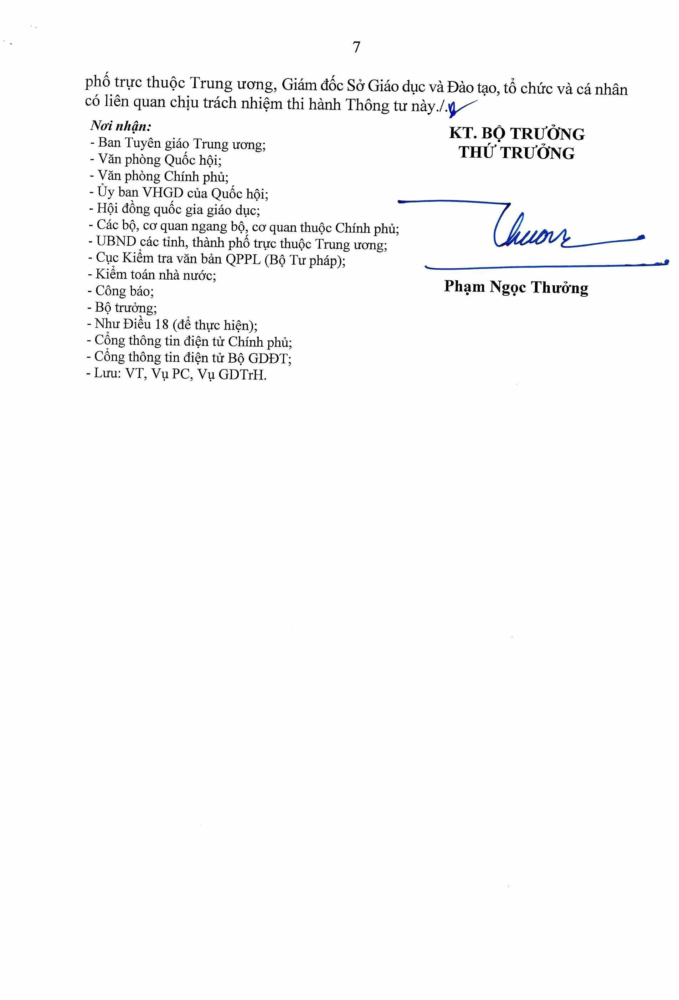 7
phố trực thuộc Trung ương, Giám đốc Sở Giáo dục và Đào tạo, tổ chức và cá nhân
có liên quan chịu trách nhiệm thi hành Thông tư này./.
Nơi nhận:
- Ban Tuyên giáo Trung ương;
- Văn phòng Quốc hội;
- Văn phòng Chính phủ;
- Ủy ban VHGD của Quốc hội;
- Hội đồng quốc gia giáo dục;
- Các bộ, cơ quan ngang bộ, cơ quan thuộc Chính phủ;
- UBND các tỉnh, thành phố trực thuộc Trung ương;
- Cục Kiểm tra văn bản QPPL (Bộ Tư pháp);
- Kiểm toán nhà nước;
- Công báo;
- Bộ trưởng;
- Như Điều 18 (để thực hiện);
- Cổng thông tin điện tử Chính phủ;
- Cổng thông tin điện tử Bộ GDĐT;
- Lưu: VT, Vụ PC, Vụ GDTrH.
KT. BỘ TRƯỞNG
THỨ TRƯỞNG
Phạm Ngọc Thưởng